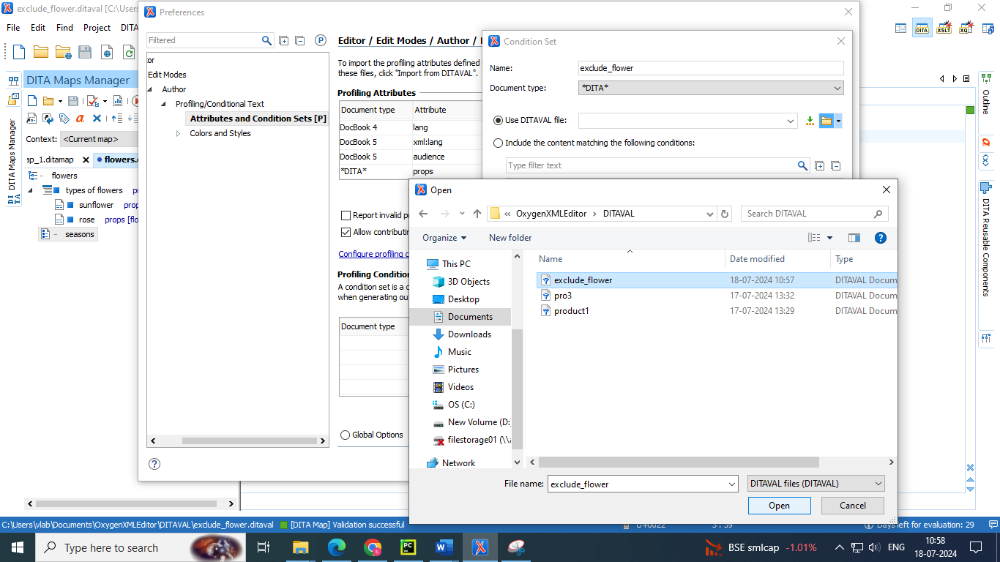 exclude_flower.ditaval [C:\Users
File Edit Find Project DITA
DITA Maps Manager
Context: <Current map>
ap_1.ditamap
flowers.
flowers
types of flowers
sunflower prop
rose props [flo
seasons
DITA Maps Manager
Preferences
Filtered
or
Edit Modes
Author
Profiling/Conditional Text
Attributes and Condition Sets [P]
Colors and Styles
Editor / Edit Modes / Author /
To import the profiling attributes defined
these files, click "Import from DITAVAL".
Profiling Attributes
Document type Attribute
DocBook 4 lang
DocBook 5 xml:lang
DocBook 5 audience
*DITA* props
Report invalid p
Allow contributin
Configure profiling c
Profiling Condition
A condition set is a c
when generating ou
Document type
Global Options
Condition Set
Name: exclude_flower
Document type: *DITA*
Use DITAVAL file:
Include the content matching the following conditions:
Type filter text
Open
« OxygenXMLEditor > DITAVAL
Search DITAVAL
Organize New folder
This PC
3D Objects
Desktop
Documents
Downloads
Music
Pictures
Videos
OS (C:)
New Volume (D:
filestorage01 (\\a
Network
Name Date modified Type
exclude_flower 18-07-2024 10:57 DITAVAL Docum
pro3 17-07-2024 13:32 DITAVAL Docum
product1 17-07-2024 13:29 DITAVAL Docum
File name: exclude_flower
DITAVAL files (DITAVAL)
Open Cancel
DITA XSLT XQ
Outline
DITA Reusable Components
C:\Users\vlab\Documents\OxygenXMLEditor\DITAVAL\exclude_flower.ditaval [DITA Map] Validation successful U+0022 3 : 39 Days left for evaluation: 29
Type here to search
BSE smlcap -1.01%
ENG
10:58
18-07-2024